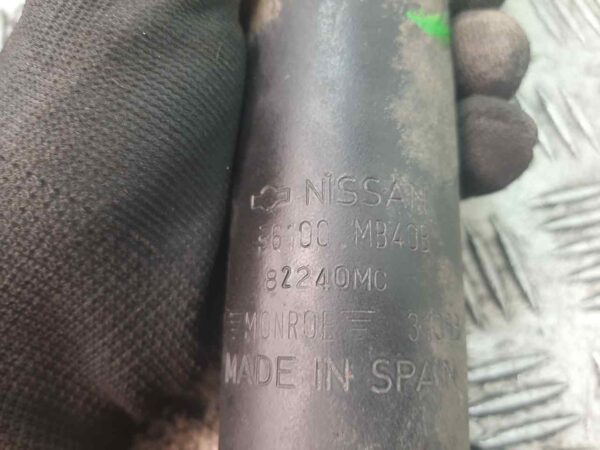 NISSAN
56100 MB40B
82240MC
MONROE
MADE IN SPAIN